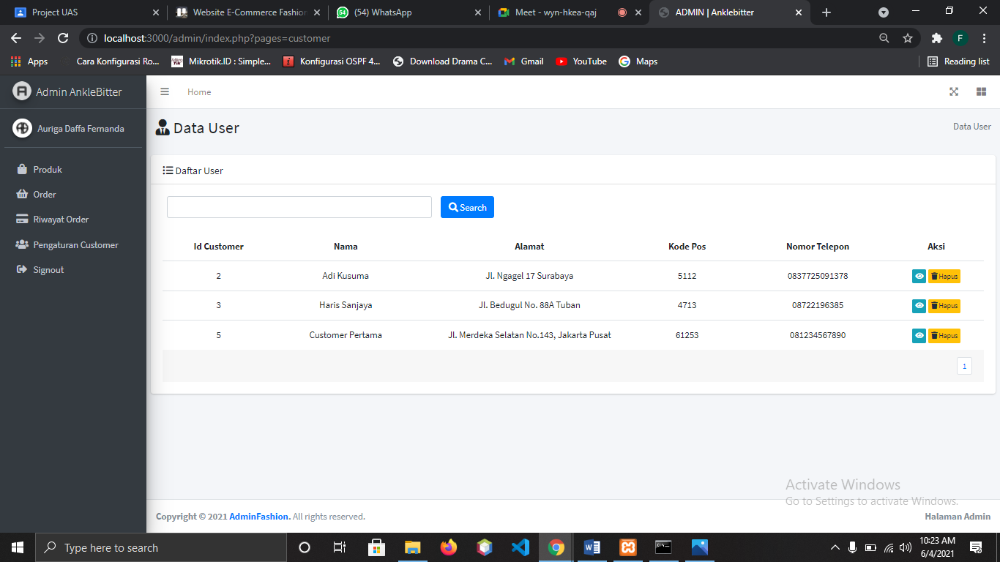 Project UAS
Website E-Commerce Fashion
(54) WhatsApp
Meet - wyn-hkea-qaj
ADMIN | Anklebitter
localhost:3000/admin/index.php?pages=customer
F
Apps
Cara Konfigurasi Ro...
Mikrotik.ID : Simple...
Konfigurasi OSPF 4...
Download Drama C...
Gmail
YouTube
Maps
Reading list
Admin AnkleBitter
Home
Auriga Daffa Fernanda
Data User
Data User
Produk
Order
Riwayat Order
Pengaturan Customer
Signout
Daftar User
Search
Id Customer Nama Alamat Kode Pos Nomor Telepon Aksi
2 Adi Kusuma Jl. Ngagel 17 Surabaya 5112 0837725091378 Hapus
3 Haris Sanjaya Jl. Bedugul No. 88A Tuban 4713 08722196385 Hapus
5 Customer Pertama Jl. Merdeka Selatan No.143, Jakarta Pusat 61253 081234567890 Hapus
1
Activate Windows
Go to Settings to activate Windows.
Copyright © 2021 AdminFashion. All rights reserved.
Halaman Admin
Type here to search
10:23 AM
6/4/2021